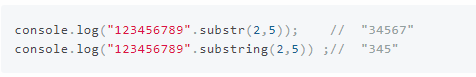 console.log("123456789".substr(2,5));    //  "34567"
console.log("123456789".substring(2,5)) ;//  "345"